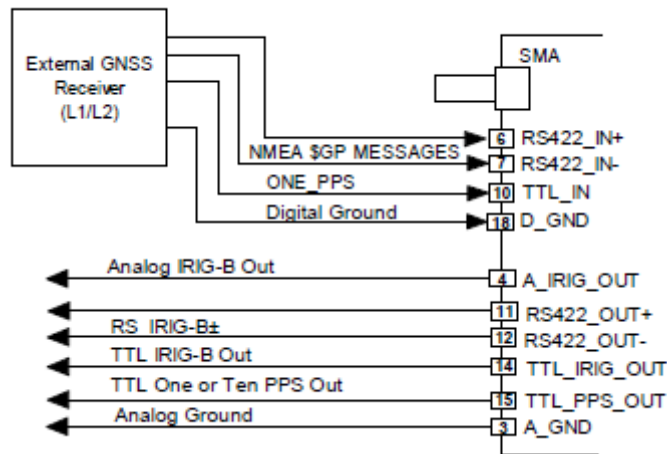 External GNSS
Receiver
(L1/L2)
SMA
6 RS422_IN+
NMEA $GP MESSAGES
7 RS422_IN-
ONE_PPS
10 TTL_IN
Digital Ground
18 D_GND
Analog IRIG-B Out
4 A_IRIG_OUT
11 RS422_OUT+
RS IRIG-B±
12 RS422_OUT-
TTL IRIG-B Out
14 TTL_IRIG_OUT
TTL One or Ten PPS Out
15 TTL_PPS_OUT
Analog Ground
3 A_GND